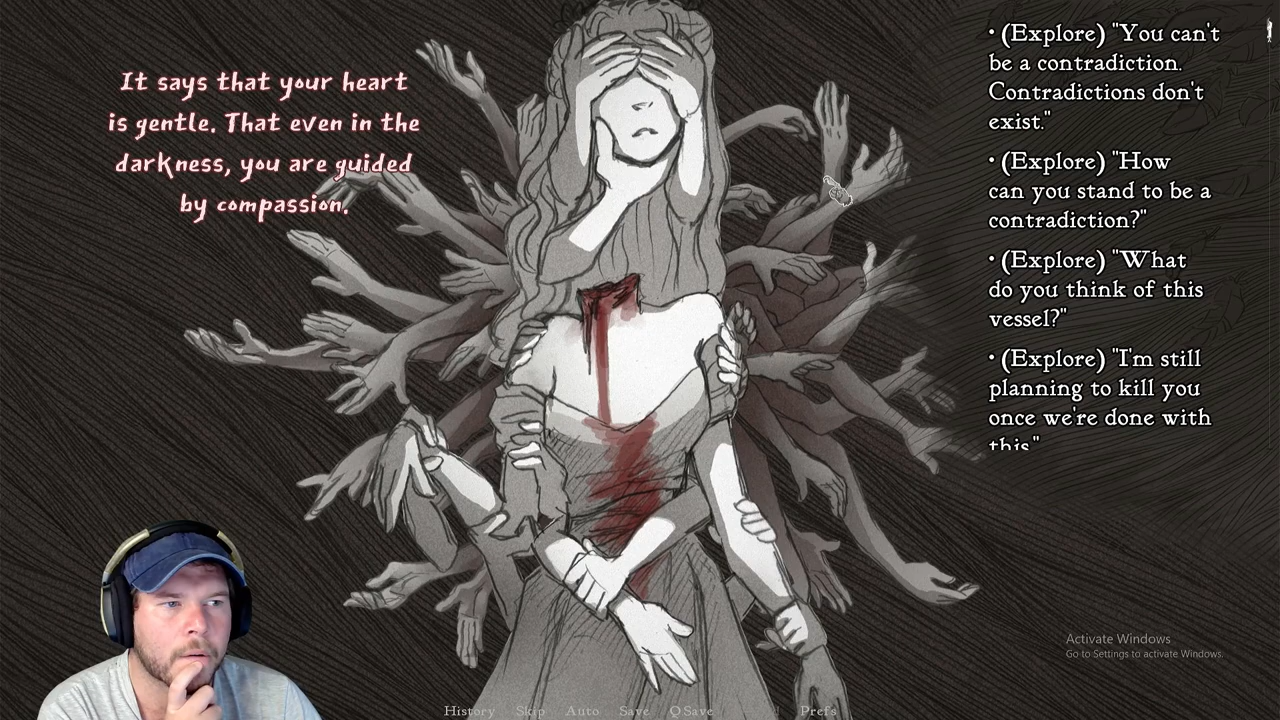 It says that your heart
is gentle. That even in the
darkness, you are guided
by compassion.
• (Explore) "You can't
be a contradiction.
Contradictions don't
exist."
• (Explore) "How
can you stand to be a
contradiction?"
• (Explore) "What
do you think of this
vessel?"
• (Explore) "I'm still
planning to kill you
once we're done with
this"
Activate Windows
Go to Settings to activate Windows.
History Skip Auto Save Q.Save Prefs